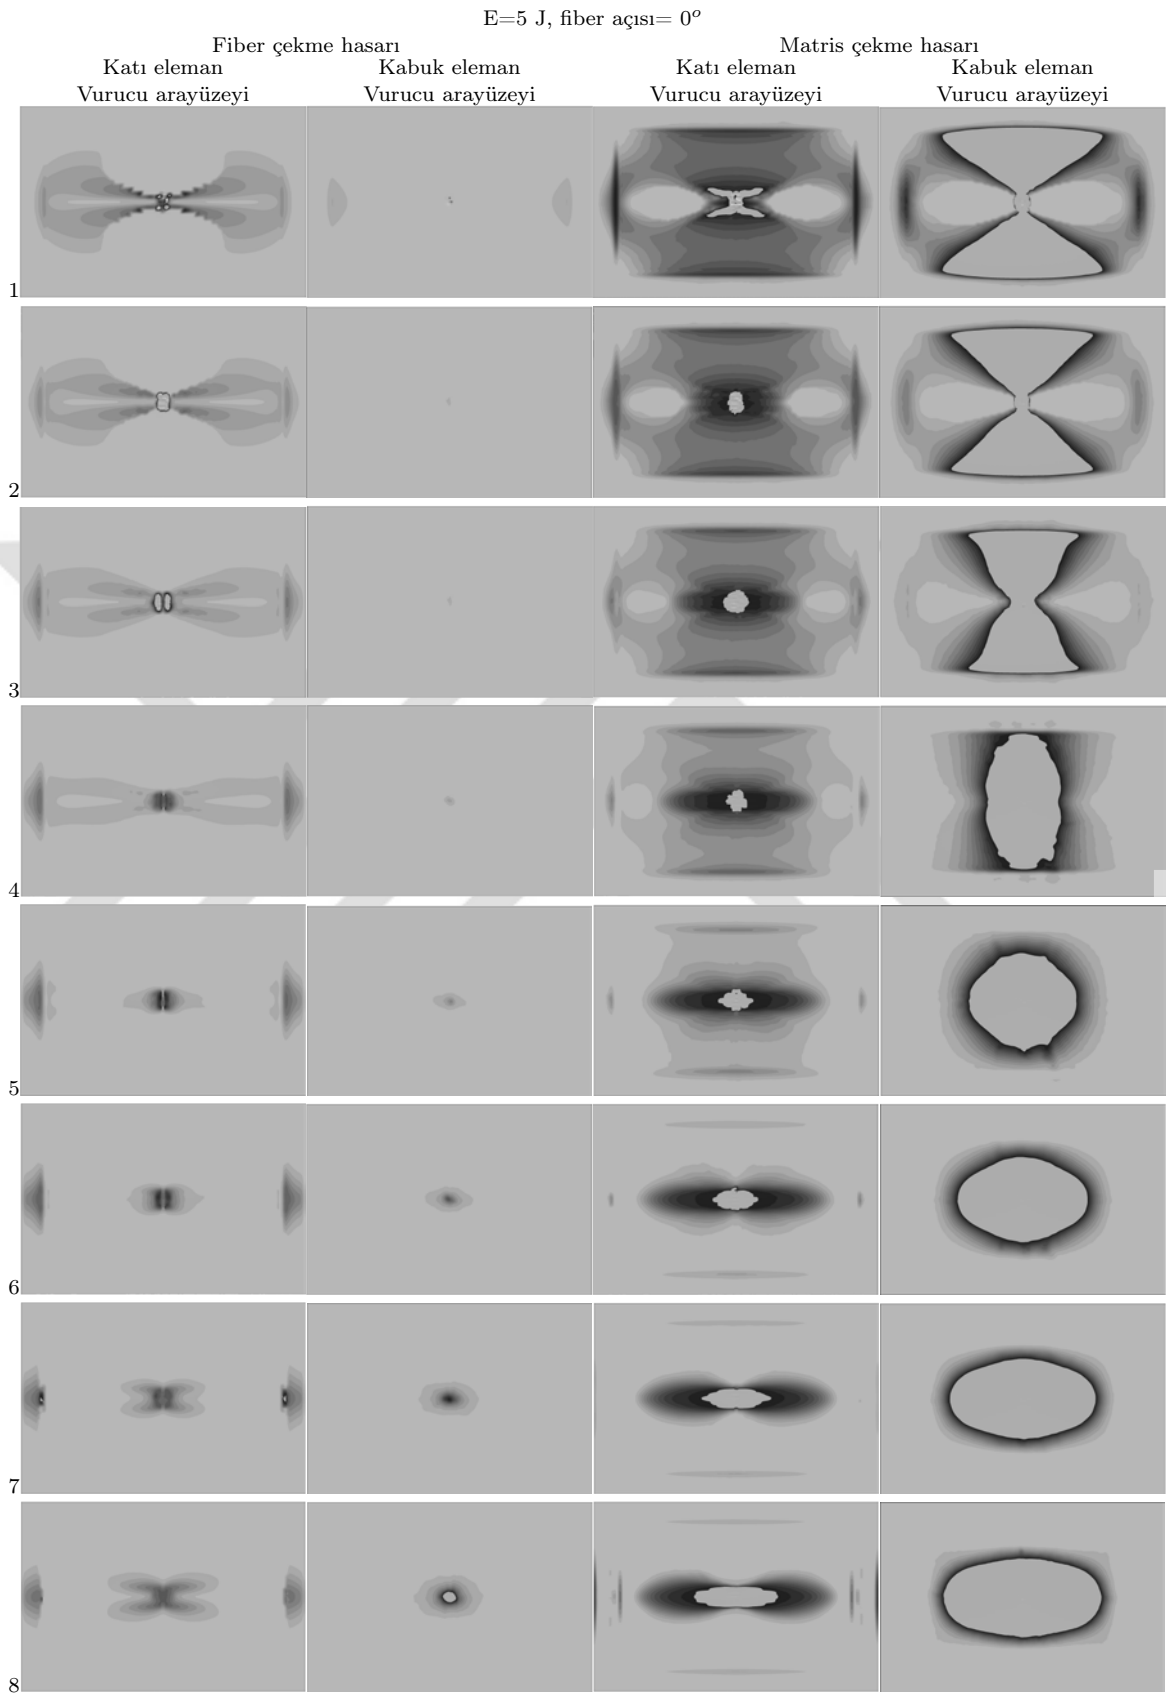 E=5 J, fiber açısı= 0°
Fiber çekme hasarı Matris çekme hasarı
Katı eleman Kabuk eleman Katı eleman Kabuk eleman
Vurucu arayüzeyi Vurucu arayüzeyi Vurucu arayüzeyi Vurucu arayüzeyi
1
2
3
4
5
6
7
8